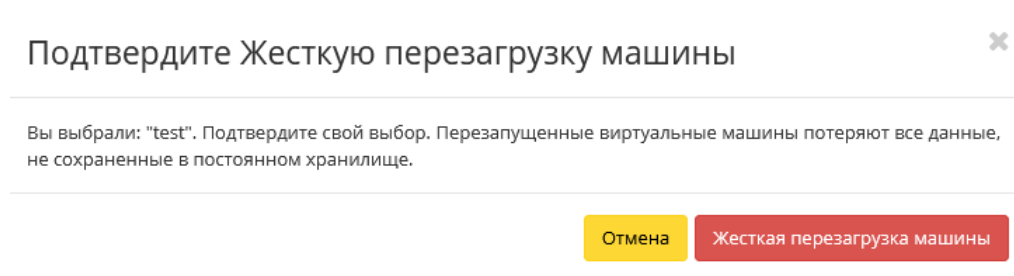 Подтвердите Жесткую перезагрузку машины
Вы выбрали: "test". Подтвердите свой выбор. Перезапущенные виртуальные машины потеряют все данные,
не сохраненные в постоянном хранилище.
Отмена
Жесткая перезагрузка машины